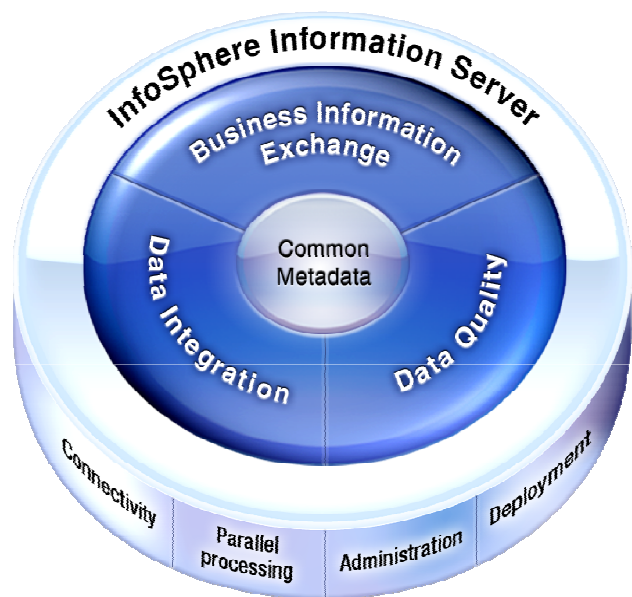 InfoSphere Information Server
Business Information
Exchange
Common
Metadata
Data Integration
Data Quality
Connectivity
Parallel
processing
Administration
Deployment